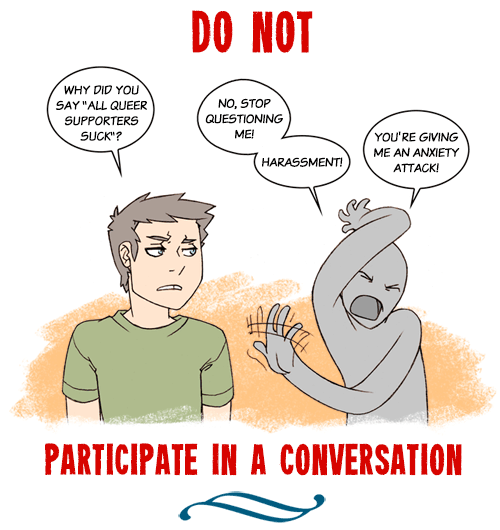 DO NOT
WHY DID YOU
SAY "ALL QUEER
SUPPORTERS
SUCK"?
NO, STOP
QUESTIONING
ME!
HARASSMENT!
YOU'RE GIVING
ME AN ANXIETY
ATTACK!
PARTICIPATE IN A CONVERSATION